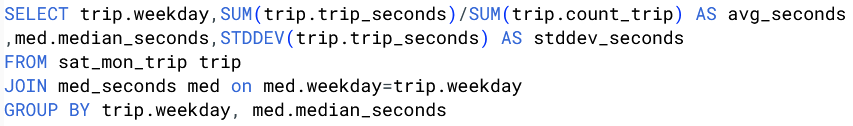 SELECT trip.weekday,SUM(trip.trip_seconds)/SUM(trip.count_trip) AS avg_seconds
,med.median_seconds,STDDEV(trip.trip_seconds) AS stddev_seconds
FROM sat_mon_trip trip
JOIN med_seconds med on med.weekday=trip.weekday
GROUP BY trip.weekday, med.median_seconds